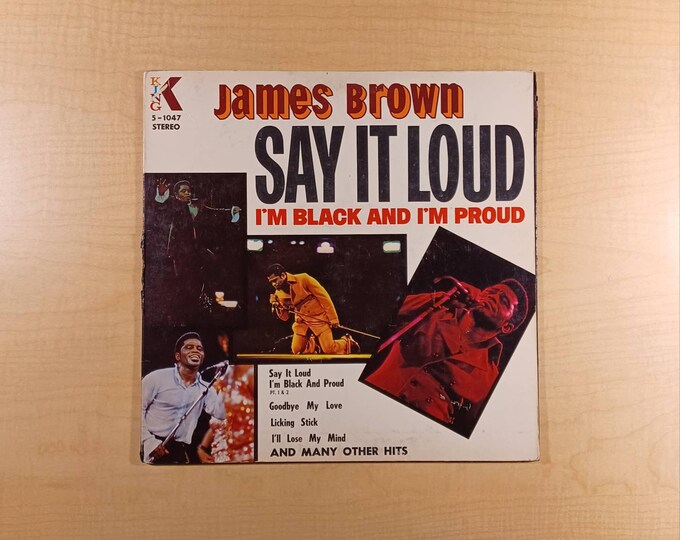 KING
5-1047
STEREO
James Brown
SAY IT LOUD
I'M BLACK AND I'M PROUD
Say It Loud
I'm Black And Proud
PT. 1 & 2
Goodbye My Love
Licking Stick
I'll Lose My Mind
AND MANY OTHER HITS